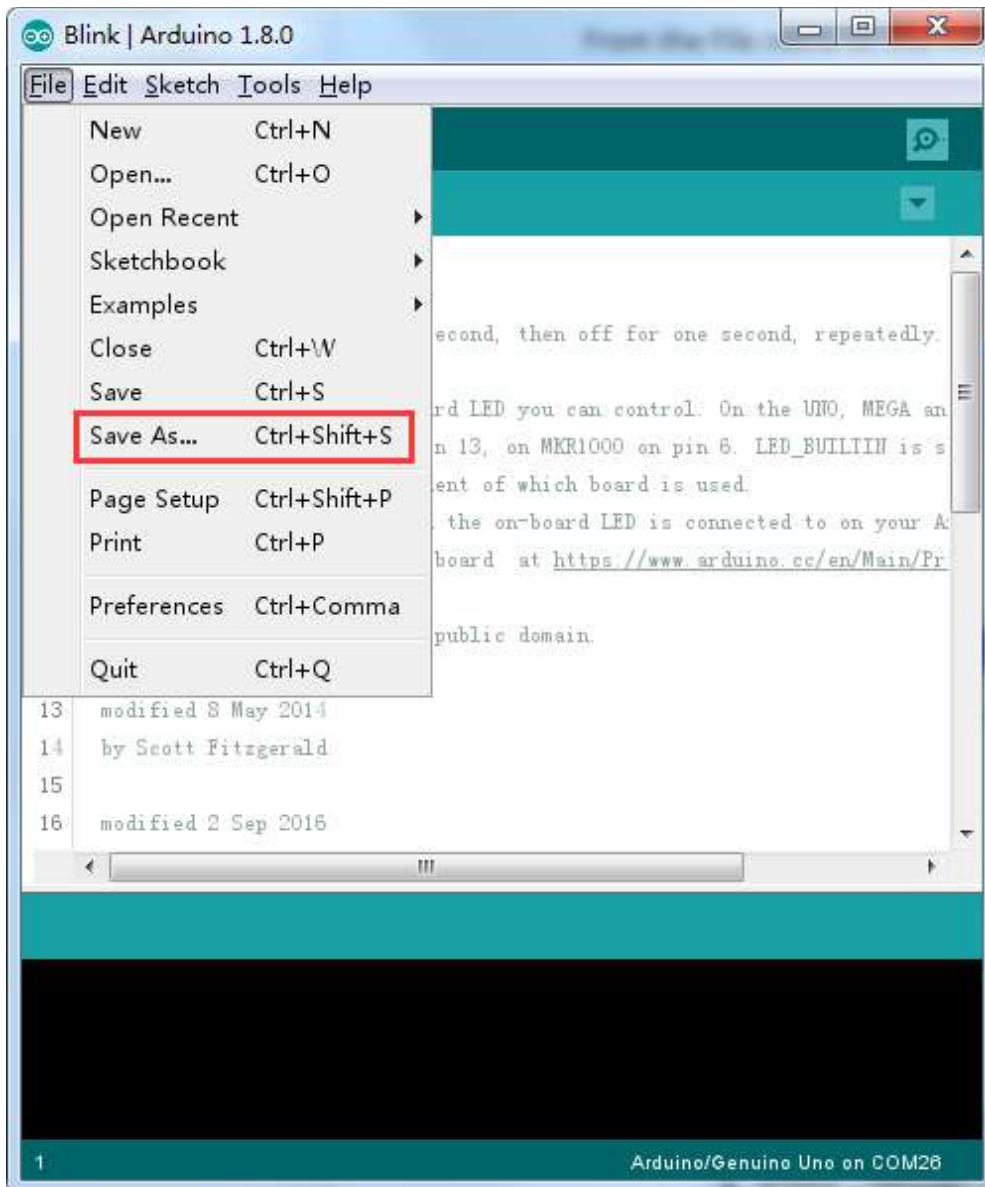 Blink | Arduino 1.8.0
File Edit Sketch Tools Help
New Ctrl+N
Open... Ctrl+O
Open Recent
Sketchbook
Examples
Close Ctrl+W
Save Ctrl+S
Save As... Ctrl+Shift+S
Page Setup Ctrl+Shift+P
Print Ctrl+P
Preferences Ctrl+Comma
Quit Ctrl+Q
econd, then off for one second, repeatedly.
rd LED you can control. On the UNO, MEGA an
n 13, on MKR1000 on pin 6. LED_BUILTIN is s
ent of which board is used.
the on-board LED is connected to on your A
board at https://www.arduino.cc/en/Main/Pr
public domain.
13 modified 8 May 2014
14 by Scott Fitzgerald
15
16 modified 2 Sep 2016
1 Arduino/Genuino Uno on COM26